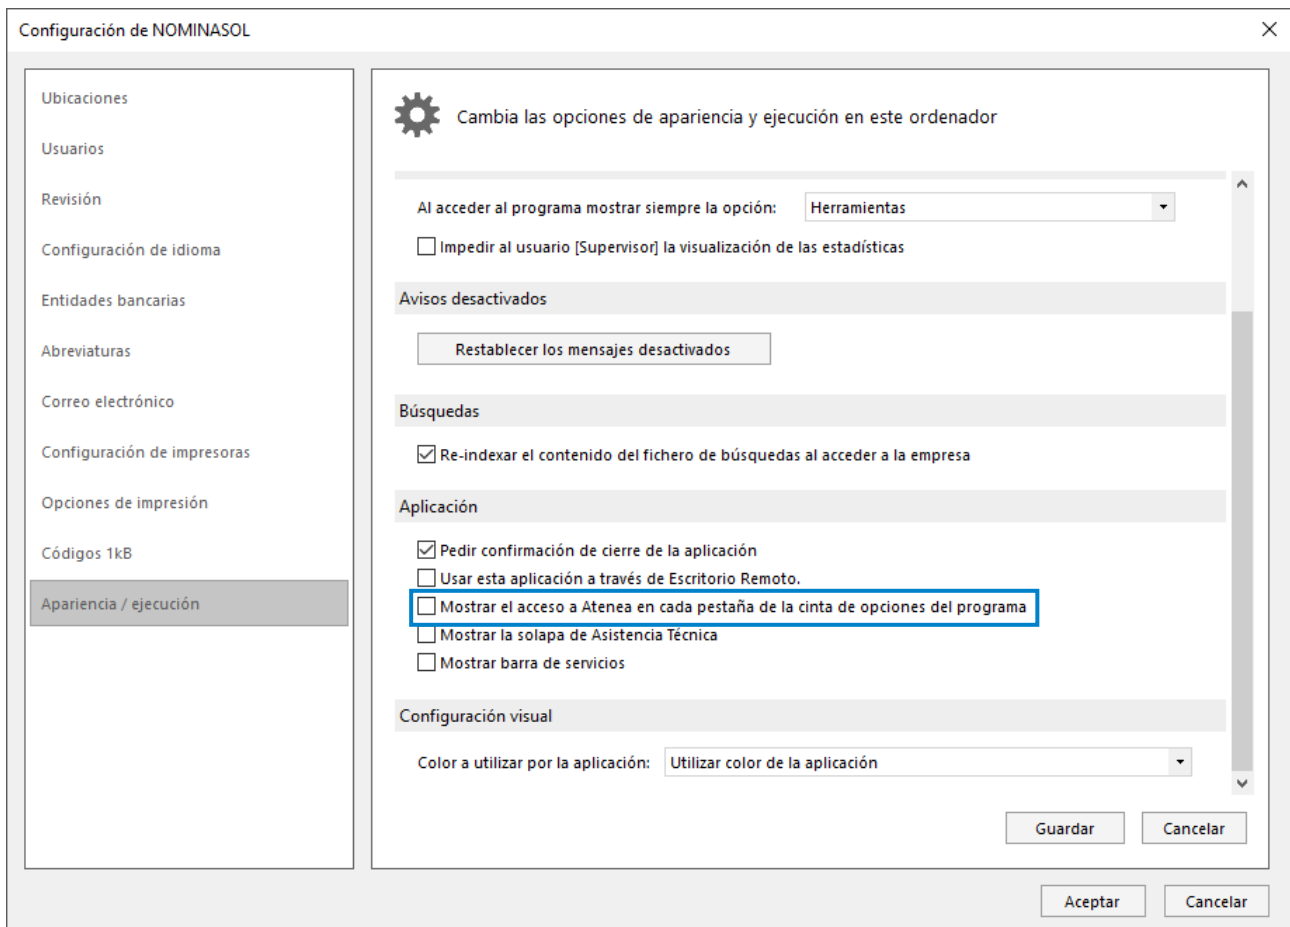 Configuración de NOMINASOL
Ubicaciones
Usuarios
Revisión
Configuración de idioma
Entidades bancarias
Abreviaturas
Correo electrónico
Configuración de impresoras
Opciones de impresión
Códigos 1kB
Apariencia / ejecución
Cambia las opciones de apariencia y ejecución en este ordenador
Al acceder al programa mostrar siempre la opción: Herramientas
Impedir al usuario [Supervisor] la visualización de las estadísticas
Avisos desactivados
Restablecer los mensajes desactivados
Búsquedas
Re-indexar el contenido del fichero de búsquedas al acceder a la empresa
Aplicación
Pedir confirmación de cierre de la aplicación
Usar esta aplicación a través de Escritorio Remoto.
Mostrar el acceso a Atenea en cada pestaña de la cinta de opciones del programa
Mostrar la solapa de Asistencia Técnica
Mostrar barra de servicios
Configuración visual
Color a utilizar por la aplicación: Utilizar color de la aplicación
Guardar Cancelar
Aceptar Cancelar